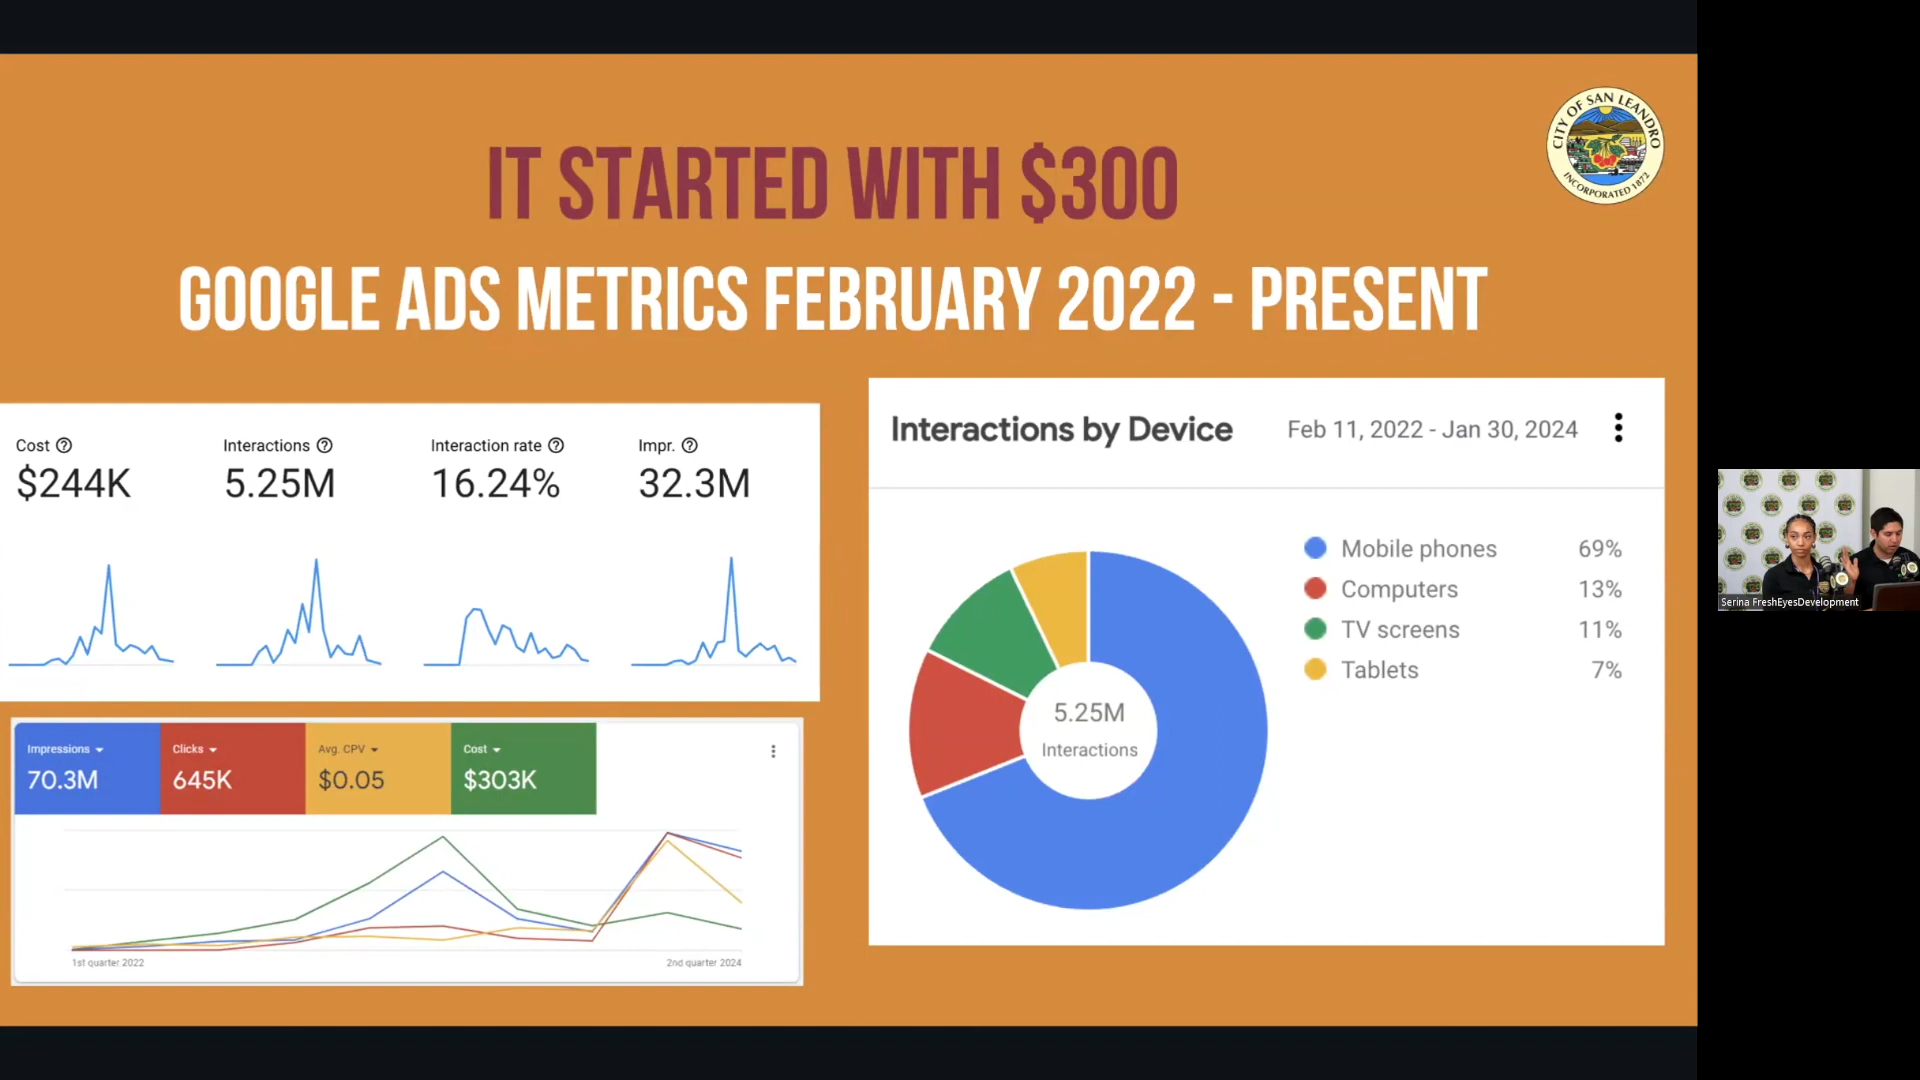 CITY OF SAN LEANDRO
INCORPORATED 1872
IT STARTED WITH $300
GOOGLE ADS METRICS FEBRUARY 2022 - PRESENT
Cost
$244K
Interactions
5.25M
Interaction rate
16.24%
Impr.
32.3M
Impressions
70.3M
Clicks
645K
Avg. CPV
$0.05
Cost
$303K
1st quarter 2022
2nd quarter 2024
Interactions by Device
Feb 11, 2022 - Jan 30, 2024
5.25M
Interactions
Mobile phones 69%
Computers 13%
TV screens 11%
Tablets 7%
Serina FreshEyesDevelopment